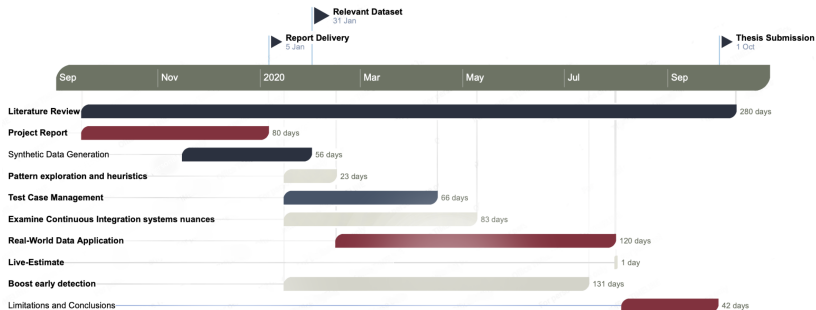 Relevant Dataset
31 Jan
Report Delivery
5 Jan
Thesis Submission
1 Oct
Sep Nov 2020 Mar May Jul Sep
Literature Review 280 days
Project Report 80 days
Synthetic Data Generation 56 days
Pattern exploration and heuristics 23 days
Test Case Management 66 days
Examine Continuous Integration systems nuances 83 days
Real-World Data Application 120 days
Live-Estimate 1 day
Boost early detection 131 days
Limitations and Conclusions 42 days